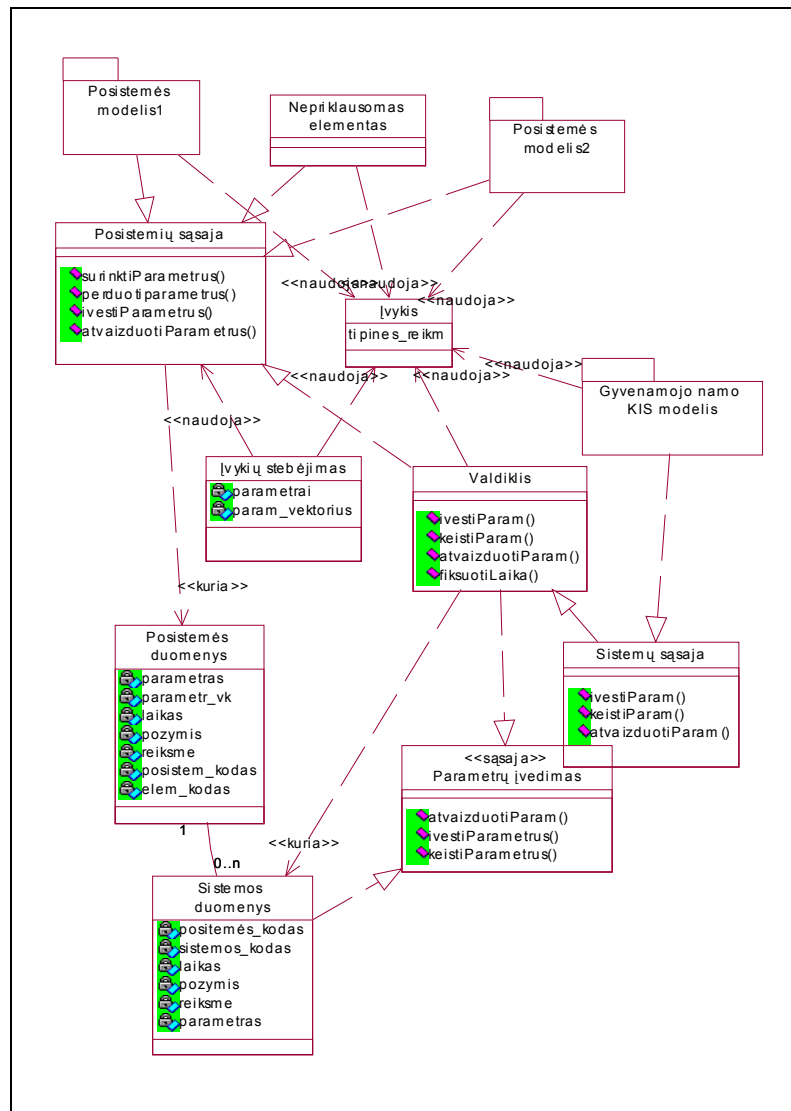 Posistemės
modelis1
Nepriklausomas
elementas
Posistemės
modelis2
Posistemių sąsaja
surinktiParametrus()
perduotiparametrus()
ivestiParametrus()
atvaizduotiParametrus()
<<naudoja>>
<<naudoja>>
<<naudoja>>
Įvykis
tipines_reikm
<<naudoja>>
<<naudoja>>
<<naudoja>>
Gyvenamojo namo
KIS modelis
<<naudoja>>
Įvykių stebėjimas
parametrai
param_vektorius
Valdiklis
ivestiParam()
keistiParam()
atvaizduotiParam()
fiksuotiLaika()
<<kuria>>
Posistemės
duomenys
parametras
parametr_vk
laikas
pozymis
reiksme
posistem_kodas
elem_kodas
Sistemų sąsaja
ivestiParam()
keistiParam()
atvaizduotiParam()
<<sąsaja>>
Parametrų įvedimas
atvaizduotiParam()
ivestiParametrus()
keistiParametrus()
1
0..n
<<kuria>>
Sistemos
duomenys
positemės_kodas
sistemos_kodas
laikas
pozymis
reiksme
parametras